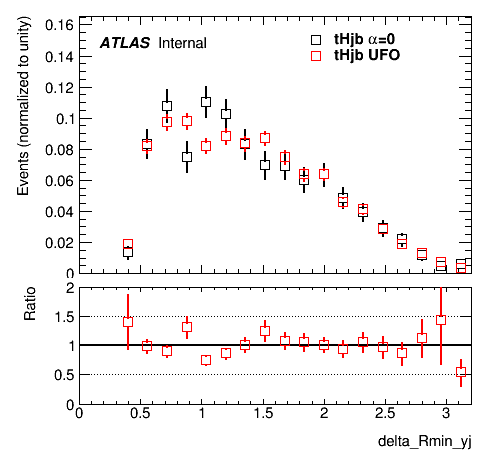 Events (normalized to unity)
0.16
0.14
0.12
0.1
0.08
0.06
0.04
0.02
0
ATLAS Internal
tHjb α=0
tHjb UFO
Ratio
2
1.5
1
0.5
0
0 0.5 1 1.5 2 2.5 3
delta_Rmin_yj